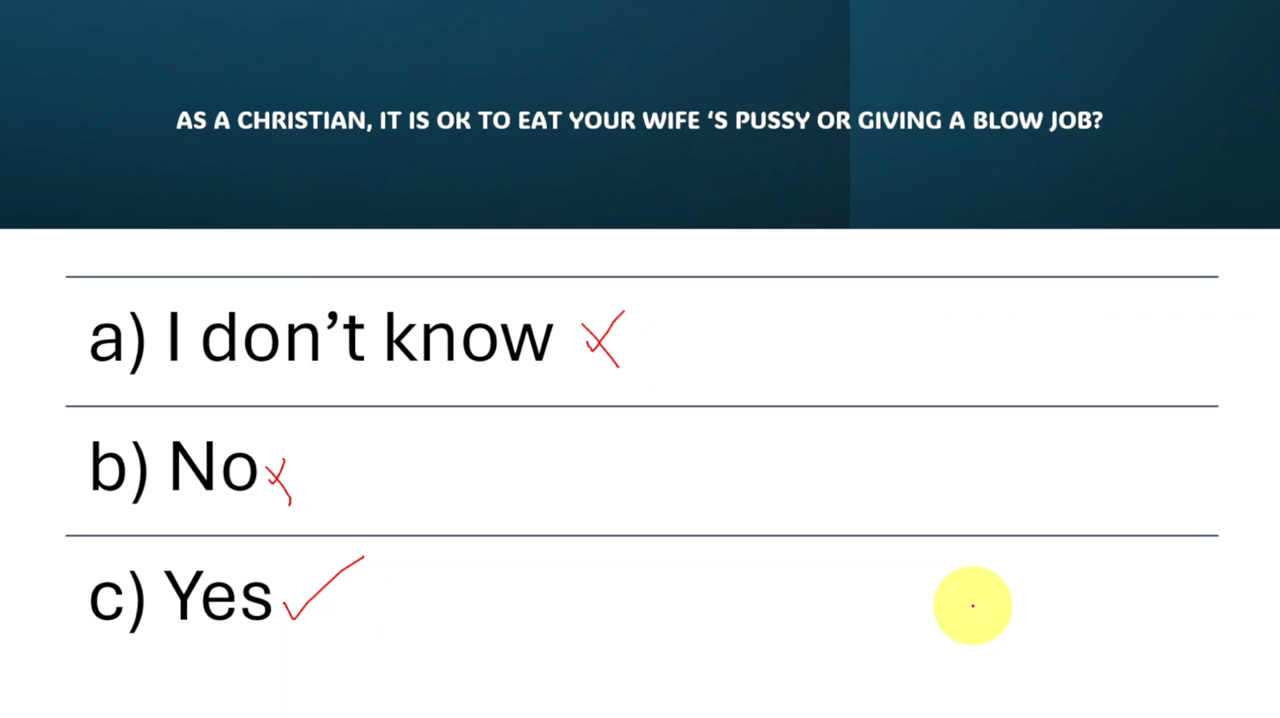 AS A CHRISTIAN, IT IS OK TO EAT YOUR WIFE ‘S PUSSY OR GIVING A BLOW JOB?
a) I don’t know
b) No
c) Yes